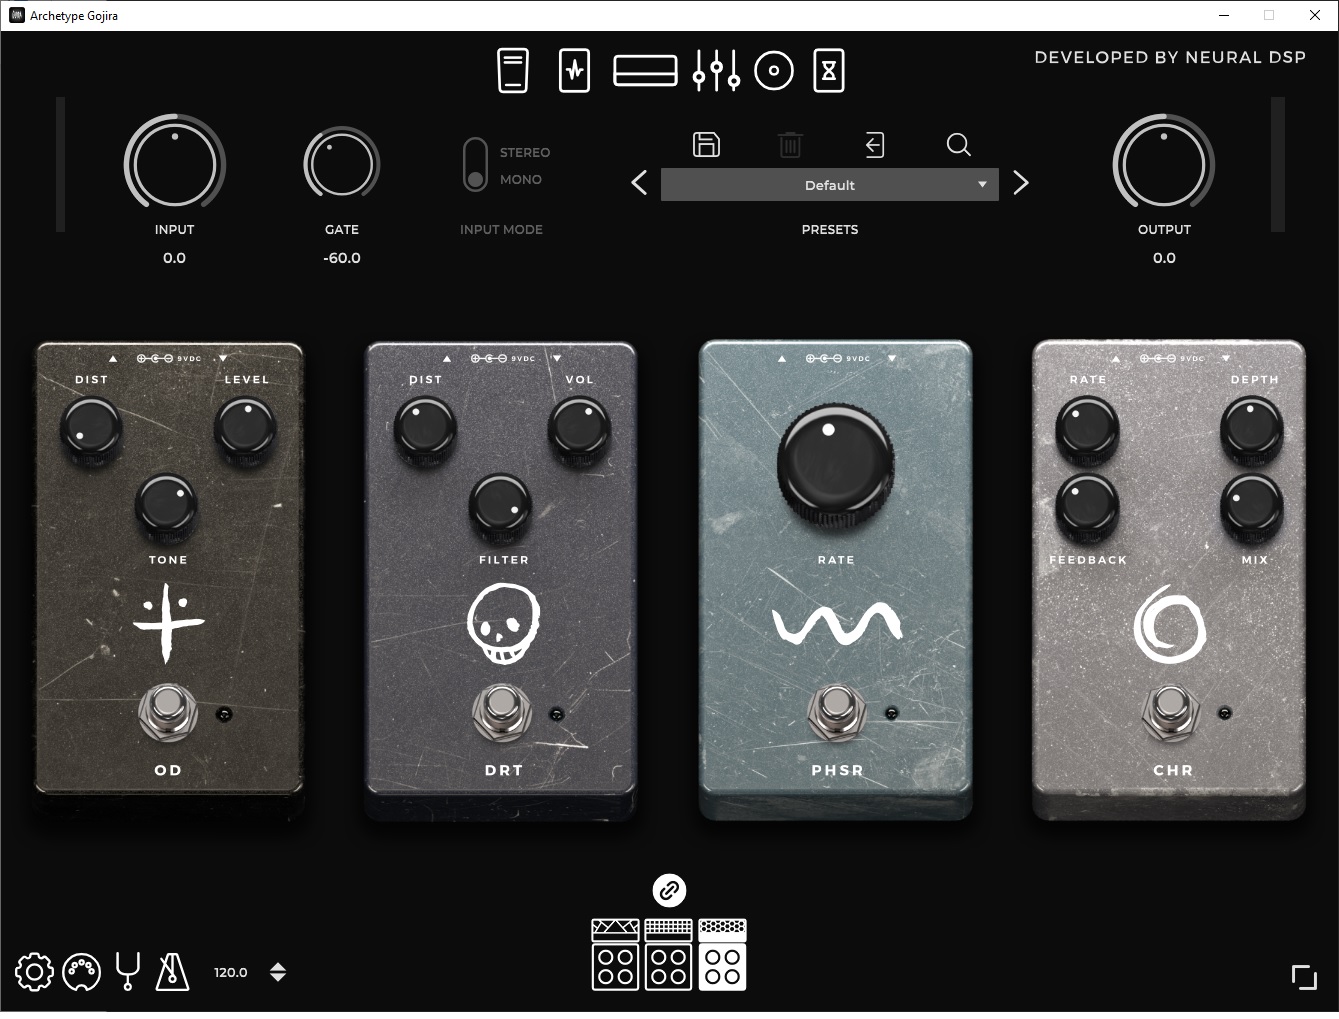 Archetype Gojira
DEVELOPED BY NEURAL DSP
STEREO
MONO
INPUT
0.0
GATE
-60.0
INPUT MODE
Default
PRESETS
OUTPUT
0.0
9VDC
DIST
LEVEL
TONE
OD
9VDC
DIST
VOL
FILTER
DRT
9VDC
RATE
PHSR
9VDC
RATE
DEPTH
FEEDBACK
MIX
CHR
120.0